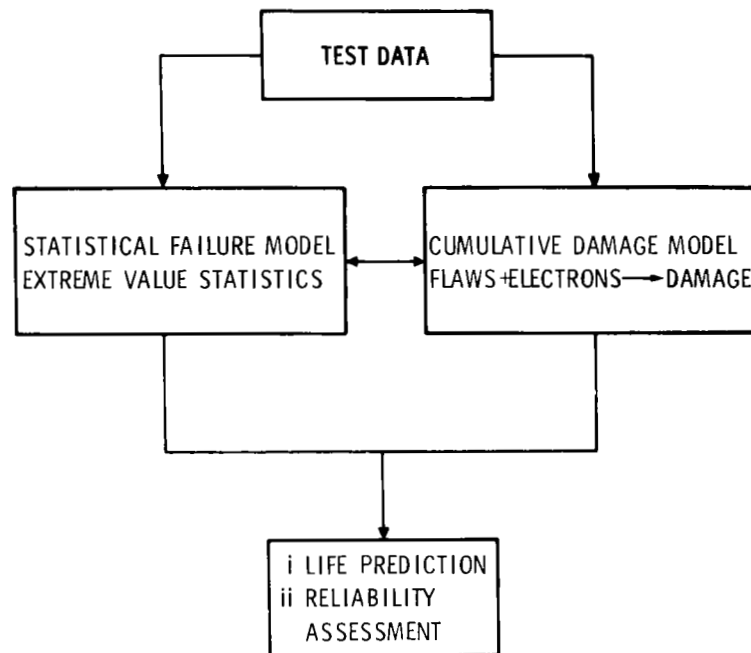 TEST DATA
STATISTICAL FAILURE MODEL
EXTREME VALUE STATISTICS
CUMULATIVE DAMAGE MODEL
FLAWS+ELECTRONS→DAMAGE
i LIFE PREDICTION
ii RELIABILITY
ASSESSMENT